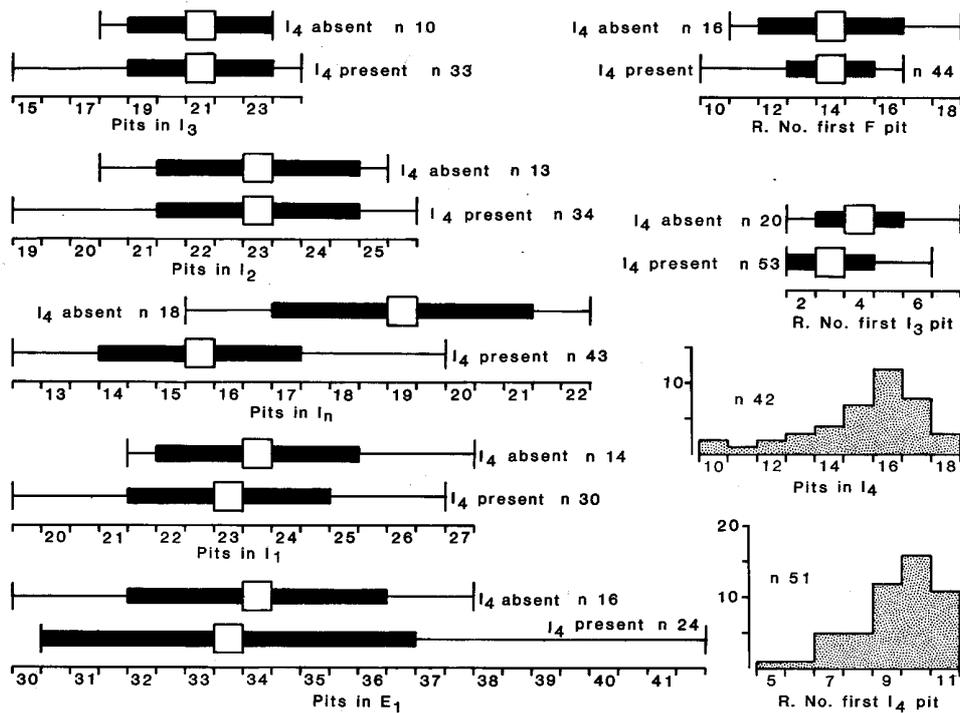 I4 absent n 10
I4 present n 33
15 17 19 21 23
Pits in I3
I4 absent n 13
I4 present n 34
19 20 21 22 23 24 25
Pits in I2
I4 absent n 18
I4 present n 43
13 14 15 16 17 18 19 20 21 22
Pits in In
I4 absent n 14
I4 present n 30
20 21 22 23 24 25 26 27
Pits in I1
I4 absent n 16
I4 present n 24
30 31 32 33 34 35 36 37 38 39 40 41
Pits in E1
I4 absent n 16
I4 present n 44
10 12 14 16 18
R. No. first F pit
I4 absent n 20
I4 present n 53
2 4 6
R. No. first I3 pit
10
n 42
10 12 14 16 18
Pits in I4
20
10
n 51
5 7 9 11
R. No. first I4 pit